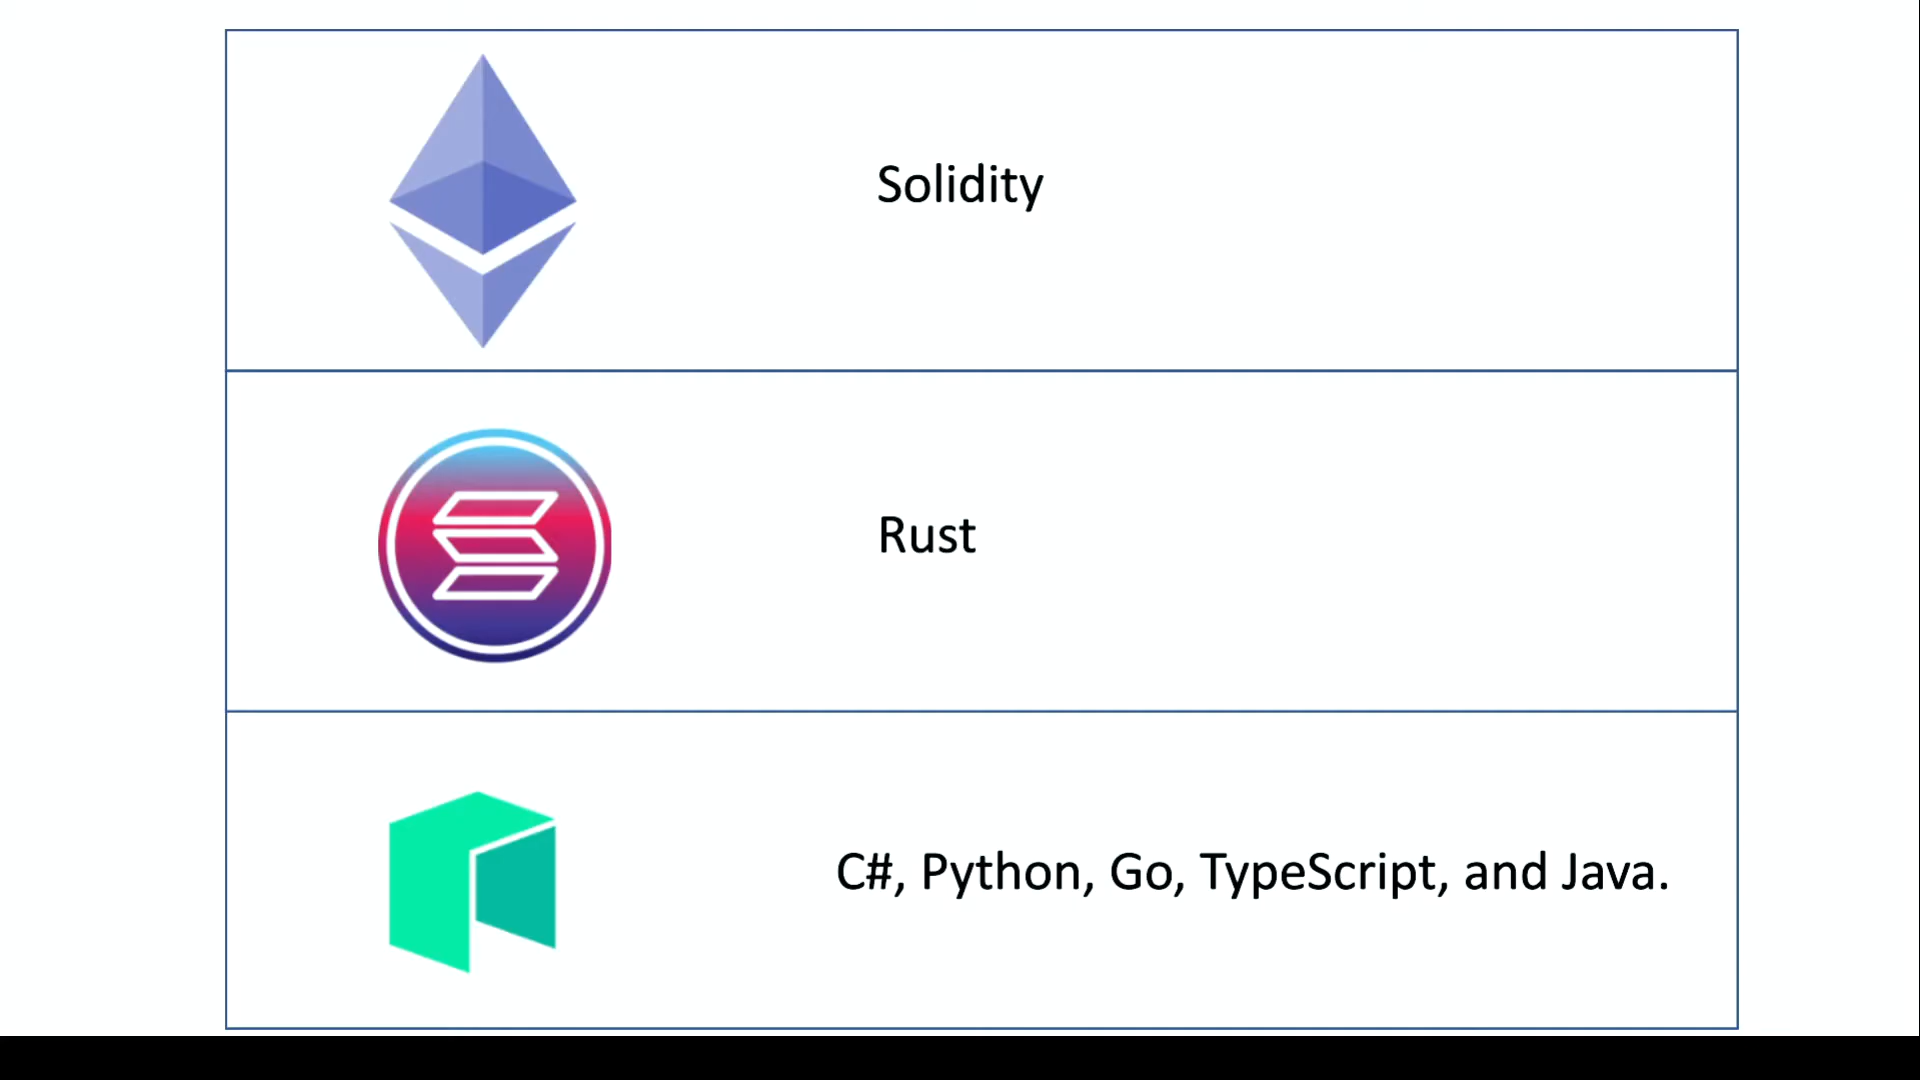 Solidity
Rust
C#, Python, Go, TypeScript, and Java.